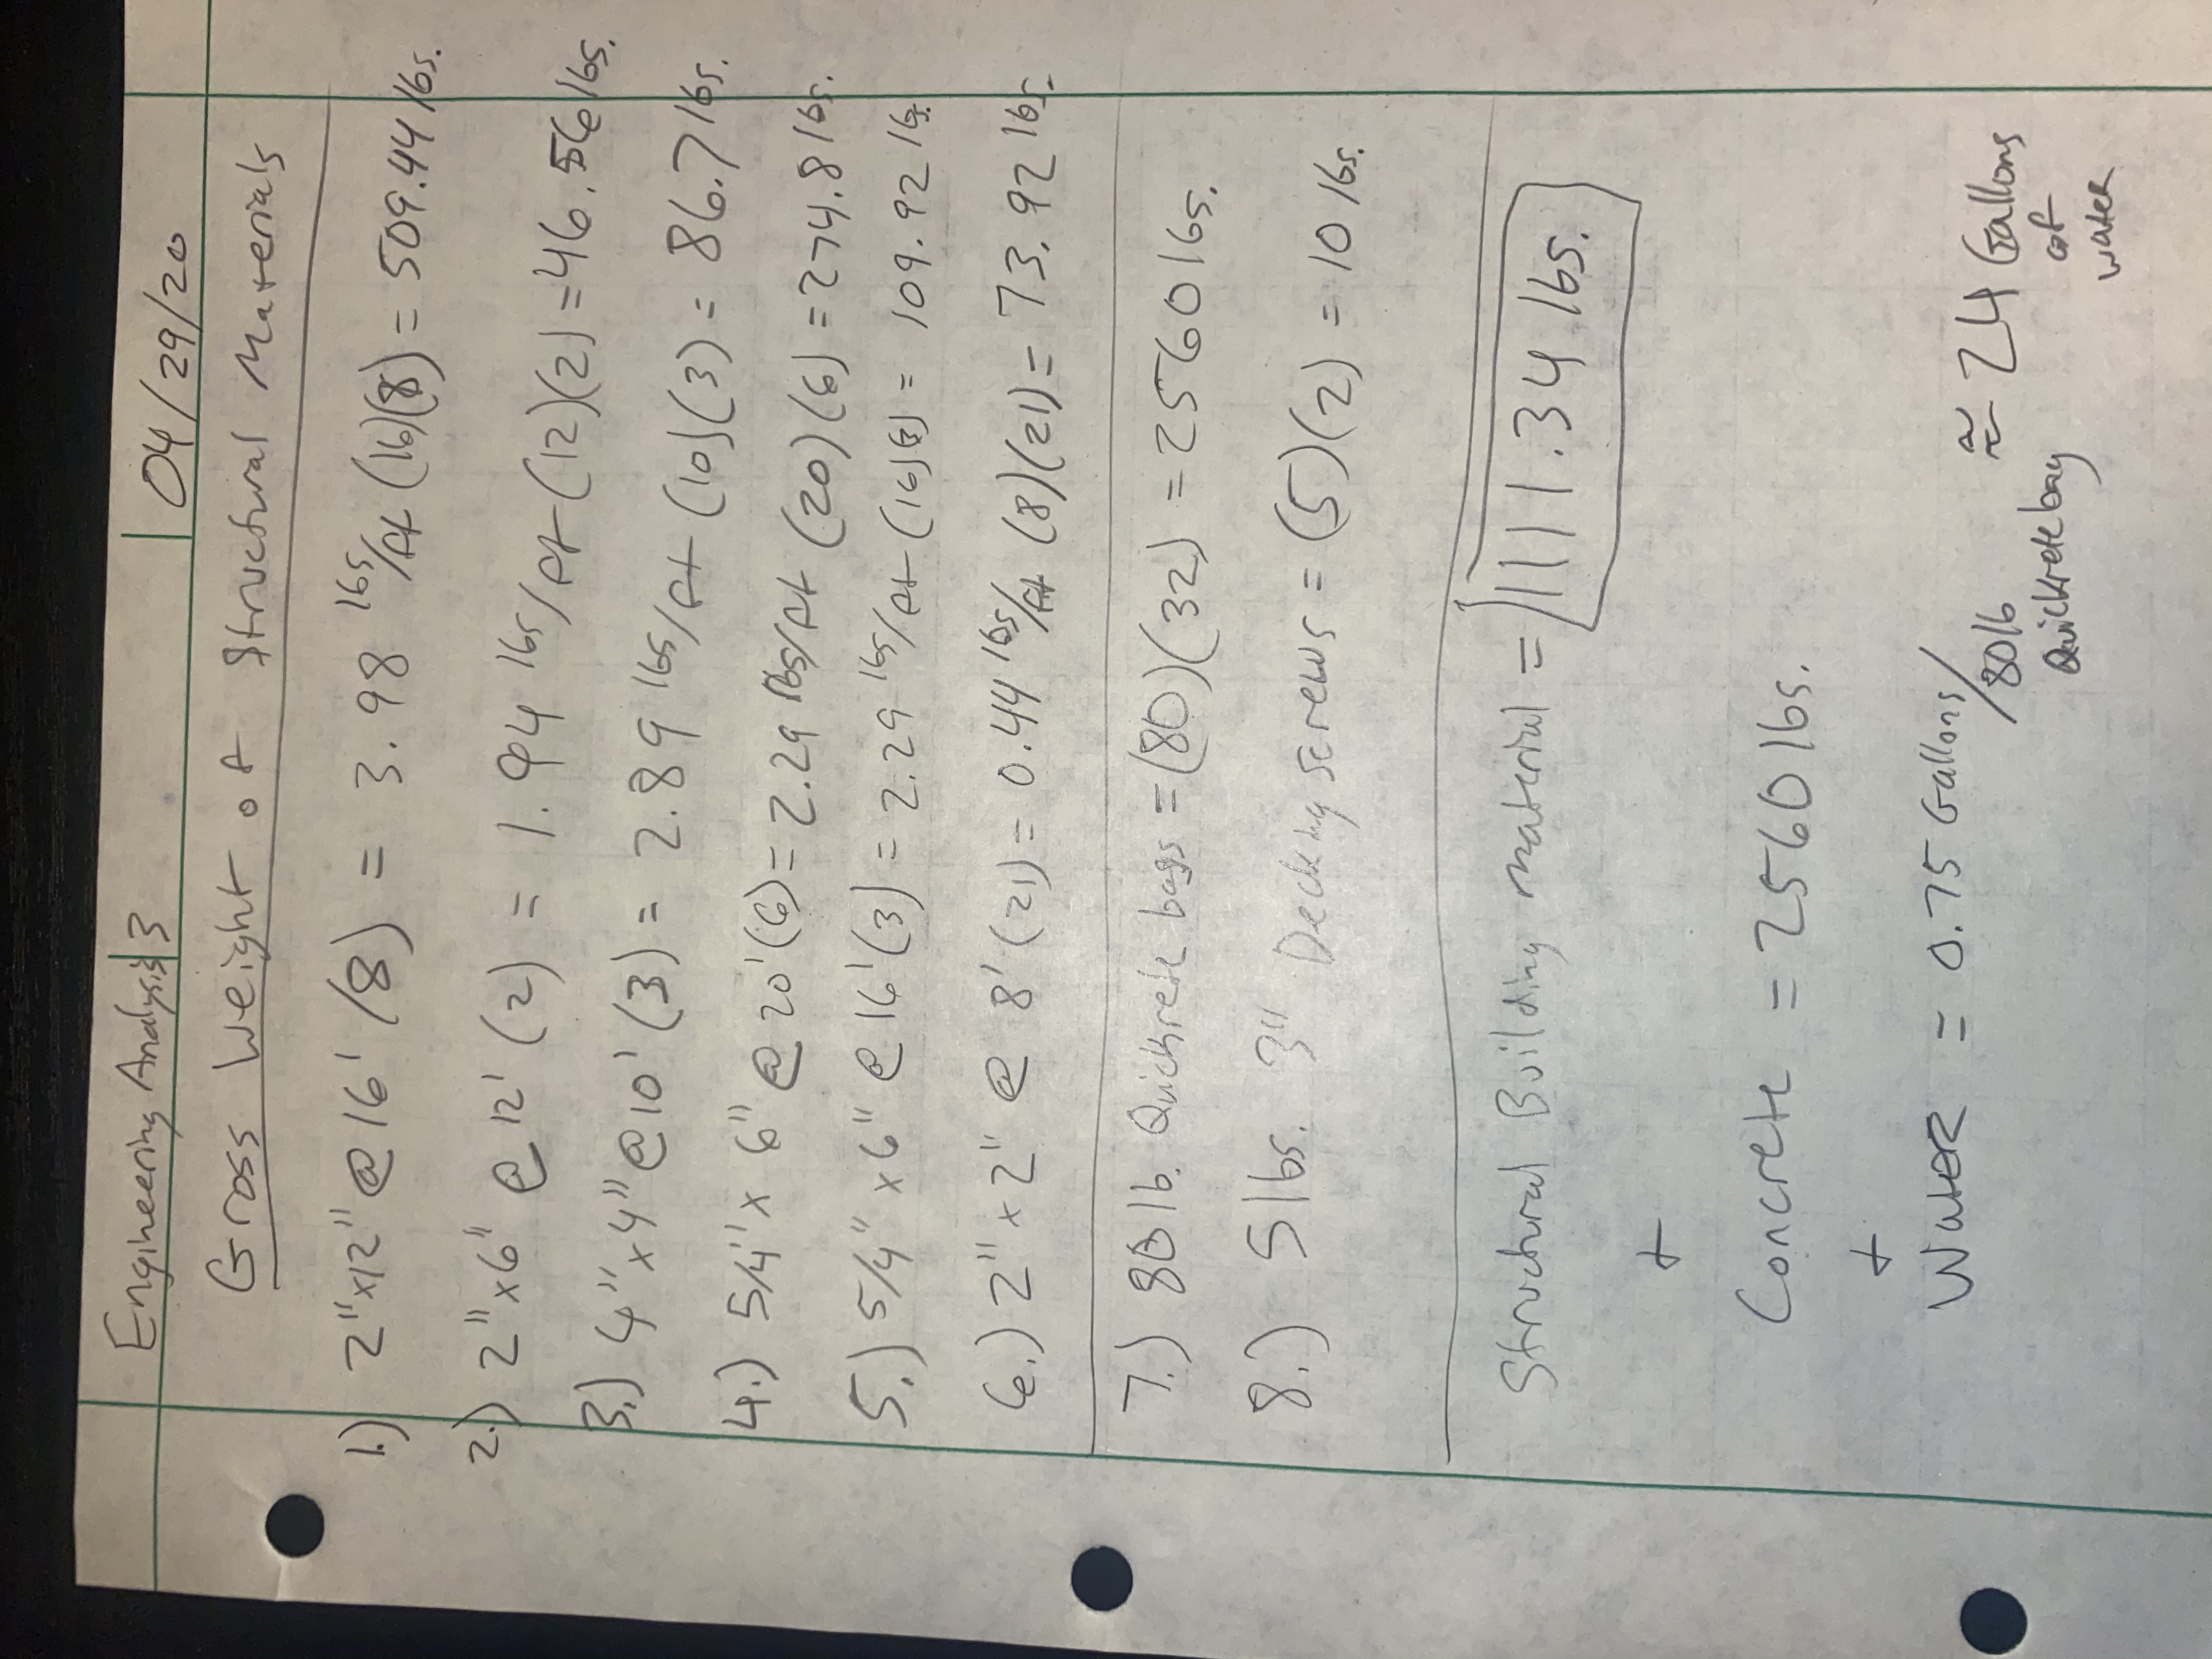 Engineering Analysis 3 04/29/20
Gross Weight of Structural Materials
1.) 2"x12" @ 16' (8) = 3.98 lbs/ft (16)(8) = 509.44 lbs.
2.) 2"x6" @ 12' (2) = 1.94 lbs/ft (12)(2) = 46.56 lbs.
3.) 4"x4" @ 10' (3) = 2.89 lbs/ft (10)(3) = 86.7 lbs.
4.) 5/4" x 6" @ 20' (6) = 2.29 lbs/ft (20)(6) = 274.8 lbs.
5.) 5/4" x 6" @ 16' (3) = 2.29 lbs/ft (16)(3) = 109.92 lbs.
6.) 2" x 2" @ 8' (21) = 0.44 lbs/ft (8)(21) = 73.92 lbs.
7.) 80 lb. Quickrete bags = (80)(32) = 2560 lbs.
8.) 5 lbs. 3" Decking screws = (5)(2) = 10 lbs.
Structural Building material = 1111.34 lbs.
+
Concrete = 2560 lbs.
+
Water = 0.75 Gallons/80 lb Quickrete bag ≈ 24 Gallons of water